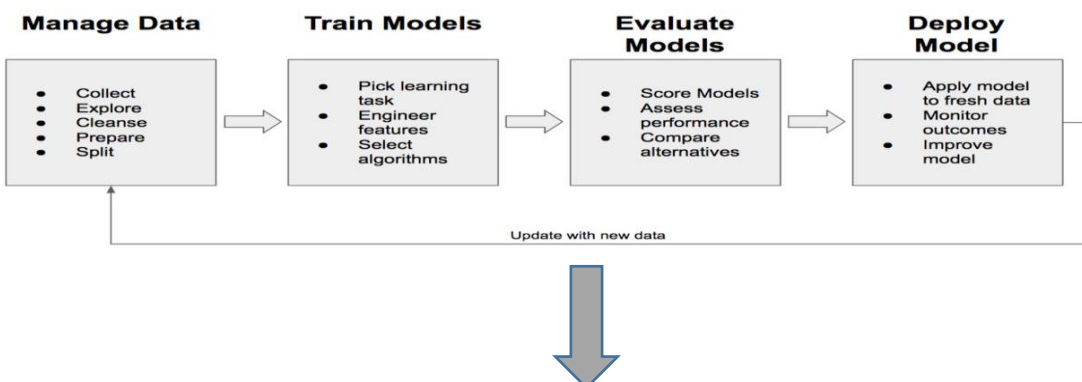 Manage Data
Collect
Explore
Cleanse
Prepare
Split
Train Models
Pick learning
task
Engineer
features
Select
algorithms
Evaluate
Models
Score Models
Assess
performance
Compare
alternatives
Deploy
Model
Apply model
to fresh data
Monitor
outcomes
Improve
model
Update with new data